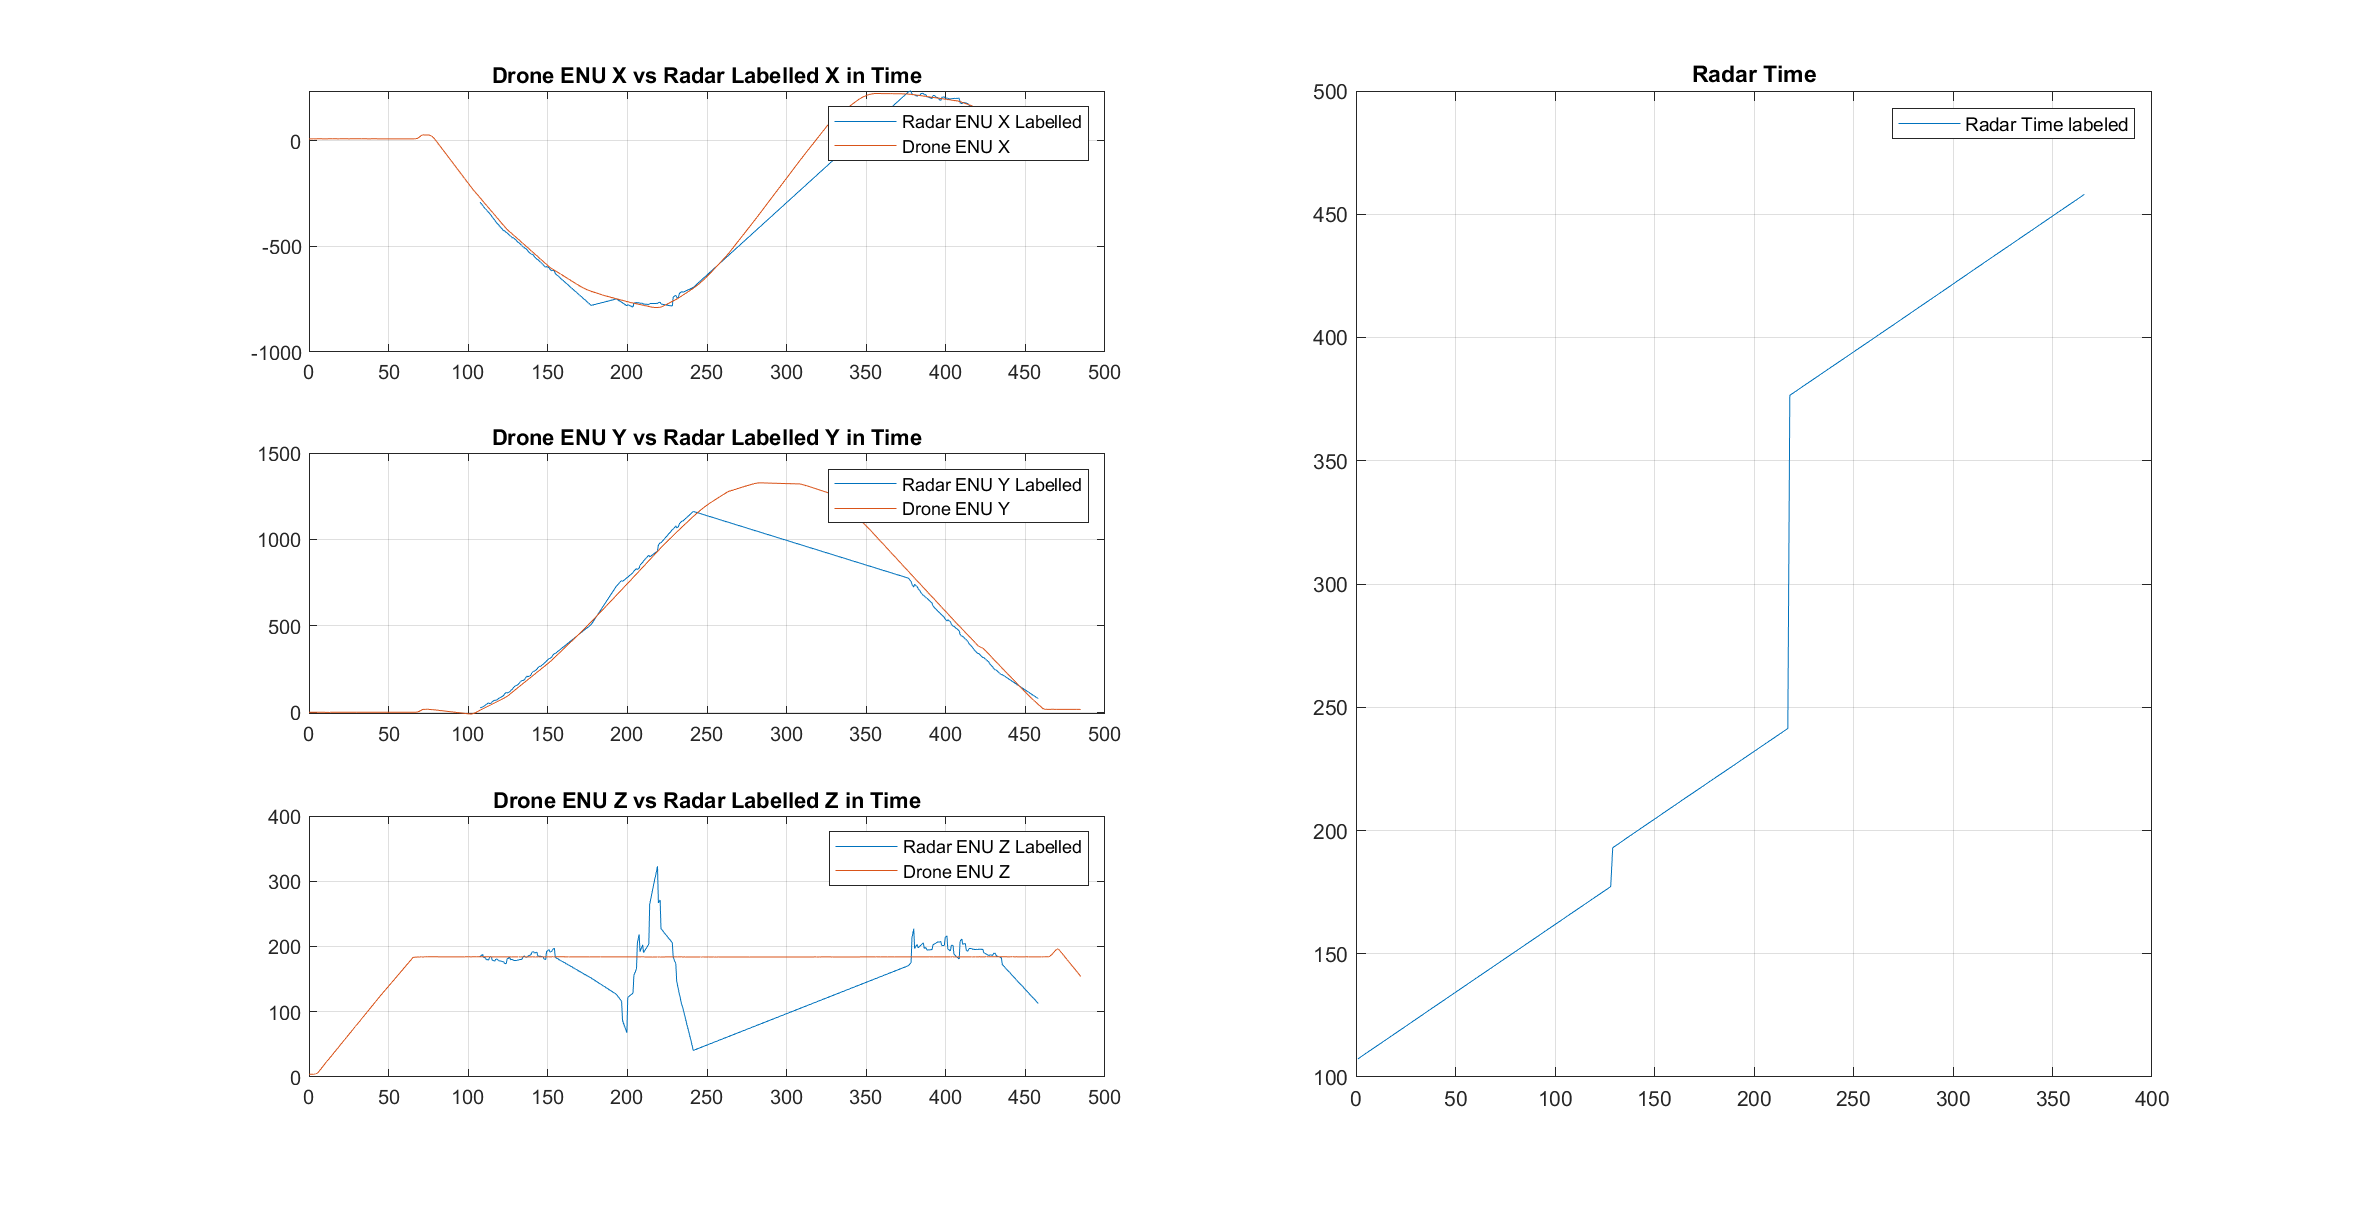 Drone ENU X vs Radar Labelled X in Time
0
-500
-1000
0 50 100 150 200 250 300 350 400 450 500
Radar ENU X Labelled
Drone ENU X
Drone ENU Y vs Radar Labelled Y in Time
1500
1000
500
0
0 50 100 150 200 250 300 350 400 450 500
Radar ENU Y Labelled
Drone ENU Y
Drone ENU Z vs Radar Labelled Z in Time
400
300
200
100
0
0 50 100 150 200 250 300 350 400 450 500
Radar ENU Z Labelled
Drone ENU Z
Radar Time
500
450
400
350
300
250
200
150
100
0 50 100 150 200 250 300 350 400
Radar Time labeled